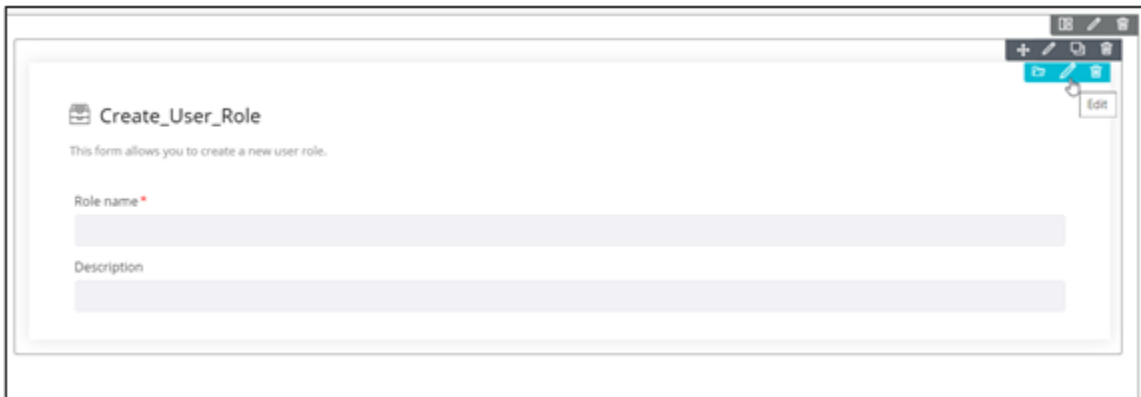 Edit
Create_User_Role
This form allows you to create a new user role.
Role name*
Description